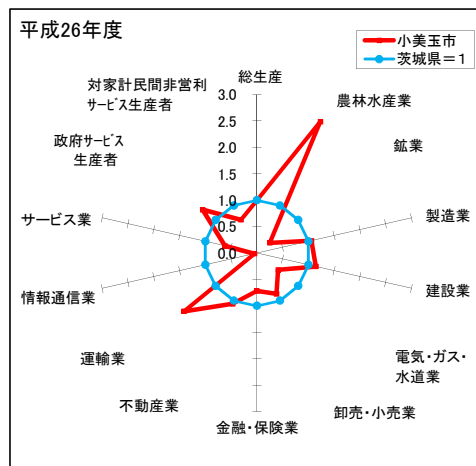 平成26年度
小美玉市
茨城県＝1
総生産
農林水産業
鉱業
製造業
建設業
電気・ガス・
水道業
卸売・小売業
金融・保険業
不動産業
運輸業
情報通信業
サービス業
政府サービス
生産者
対家計民間非営利
サービス生産者
3.0
2.5
2.0
1.5
1.0
0.5
0.0